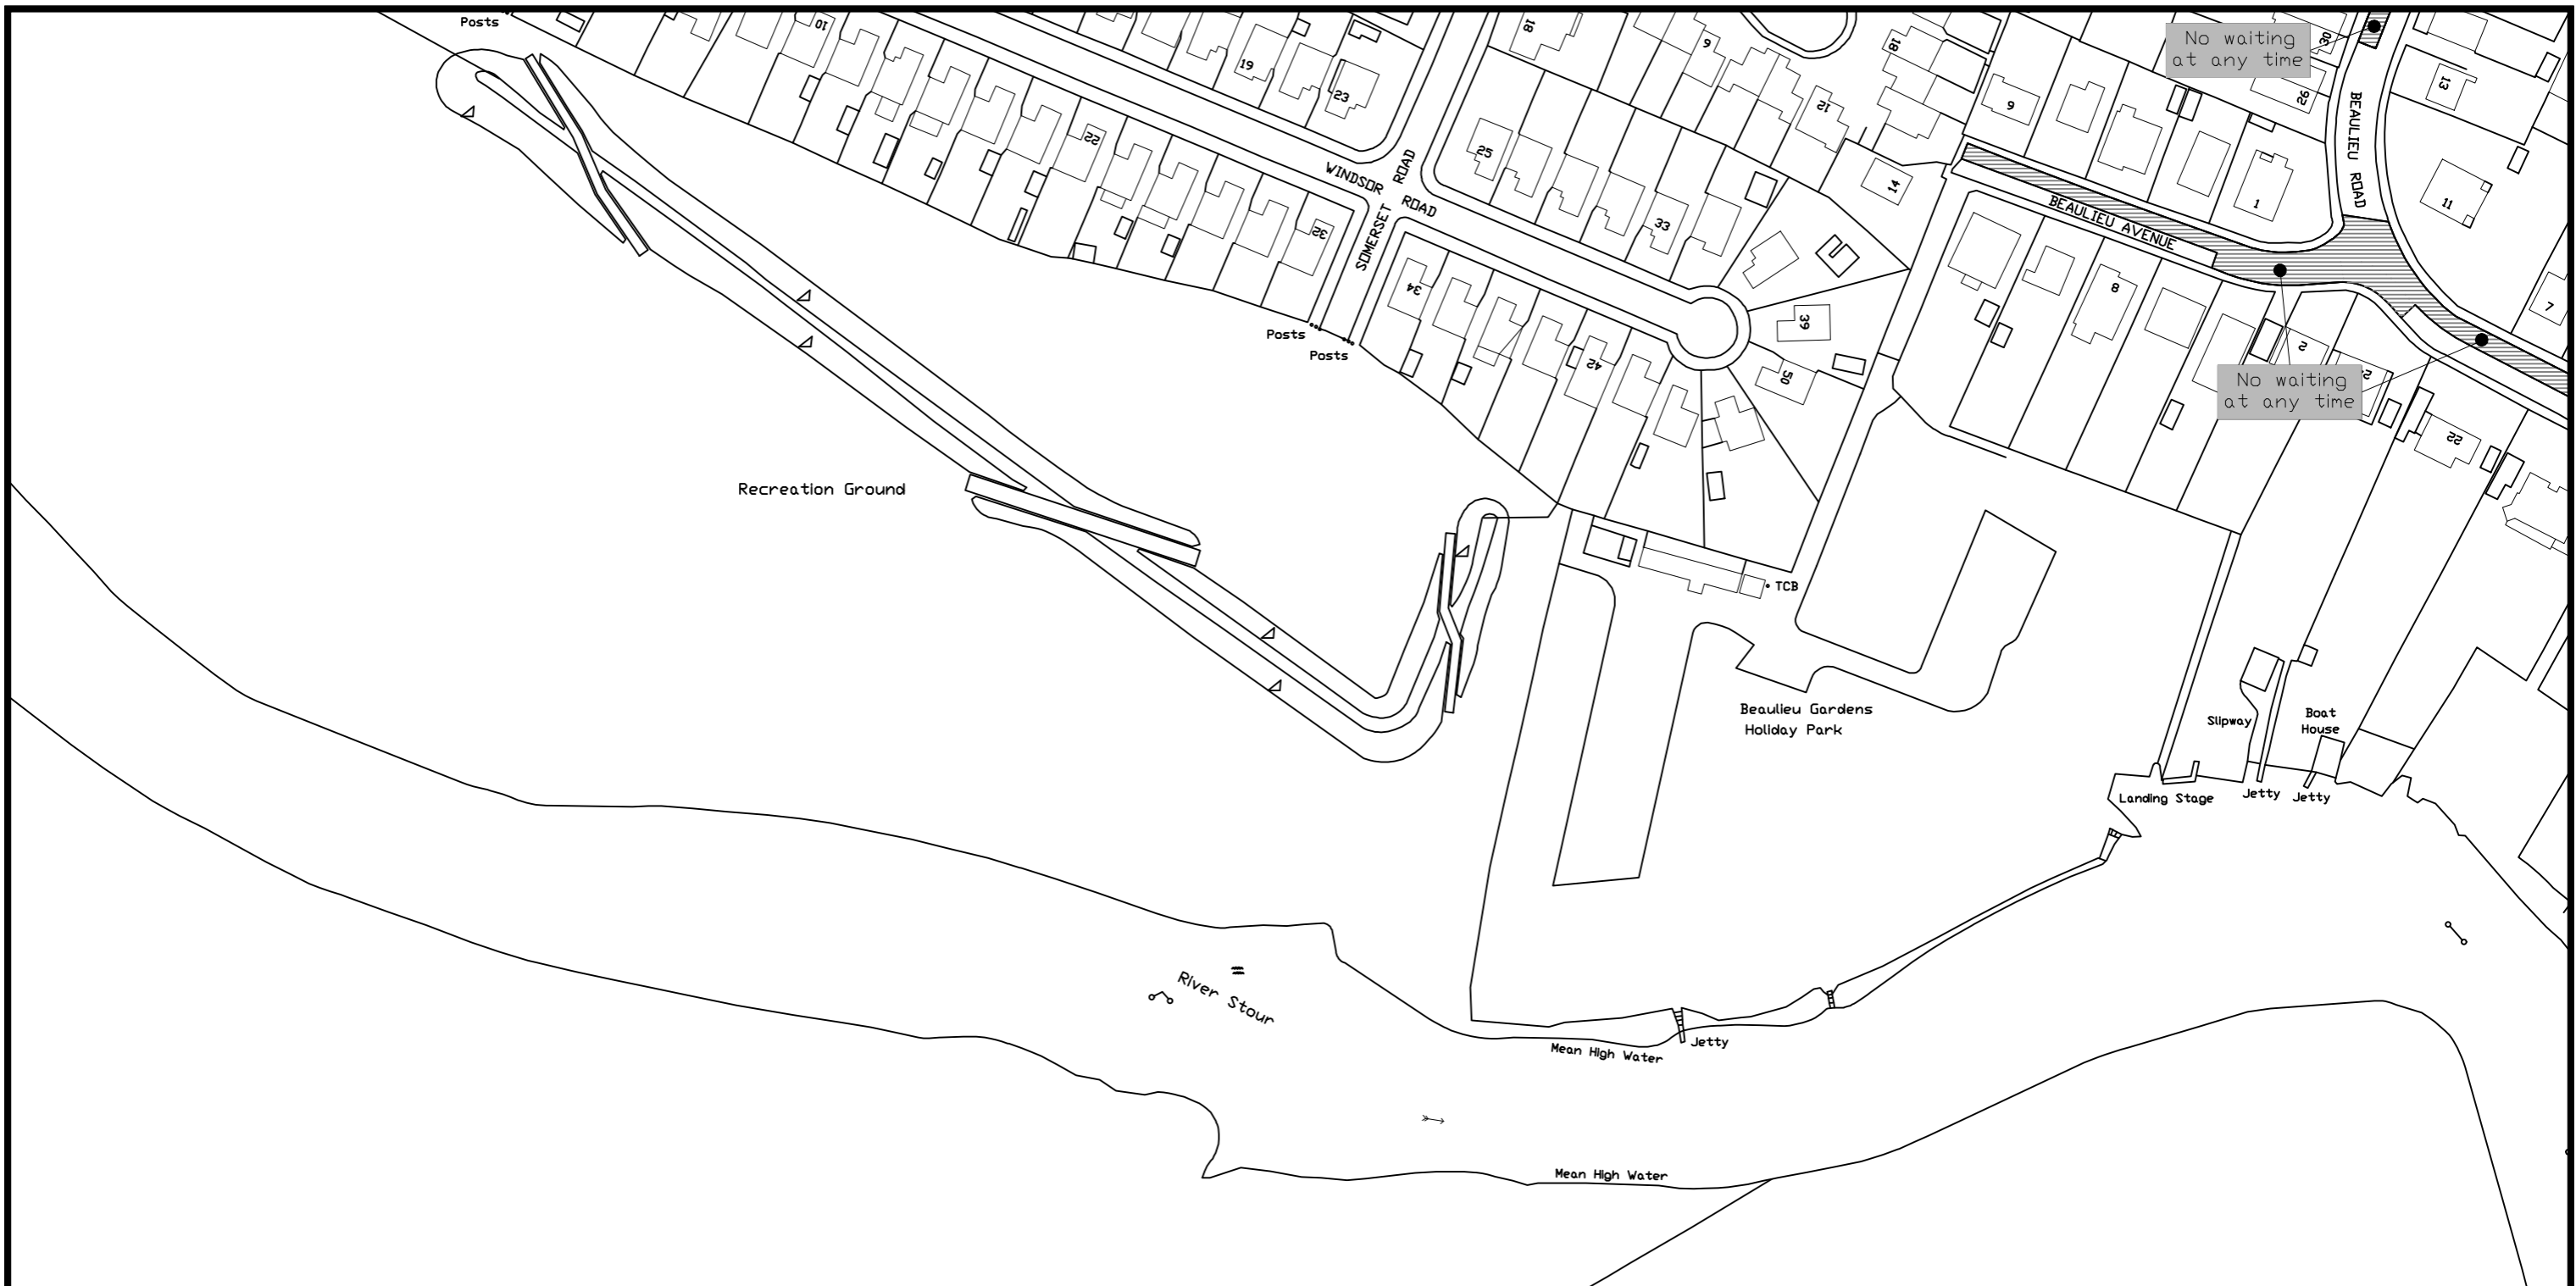 Posts
10
19
23
18
9
18
12
No waiting
at any time
30
26
13
BEAULIEU ROAD
9
22
25
WINDSOR ROAD
SOMERSET ROAD
14
1
11
BEAULIEU AVENUE
32
33
34
8
7
39
Posts
Posts
42
50
2
No waiting
at any time
22
Recreation Ground
TCB
Beaulieu Gardens
Holiday Park
Slipway
Boat
House
Landing Stage
Jetty
Jetty
River Stour
Mean High Water
Jetty
Mean High Water